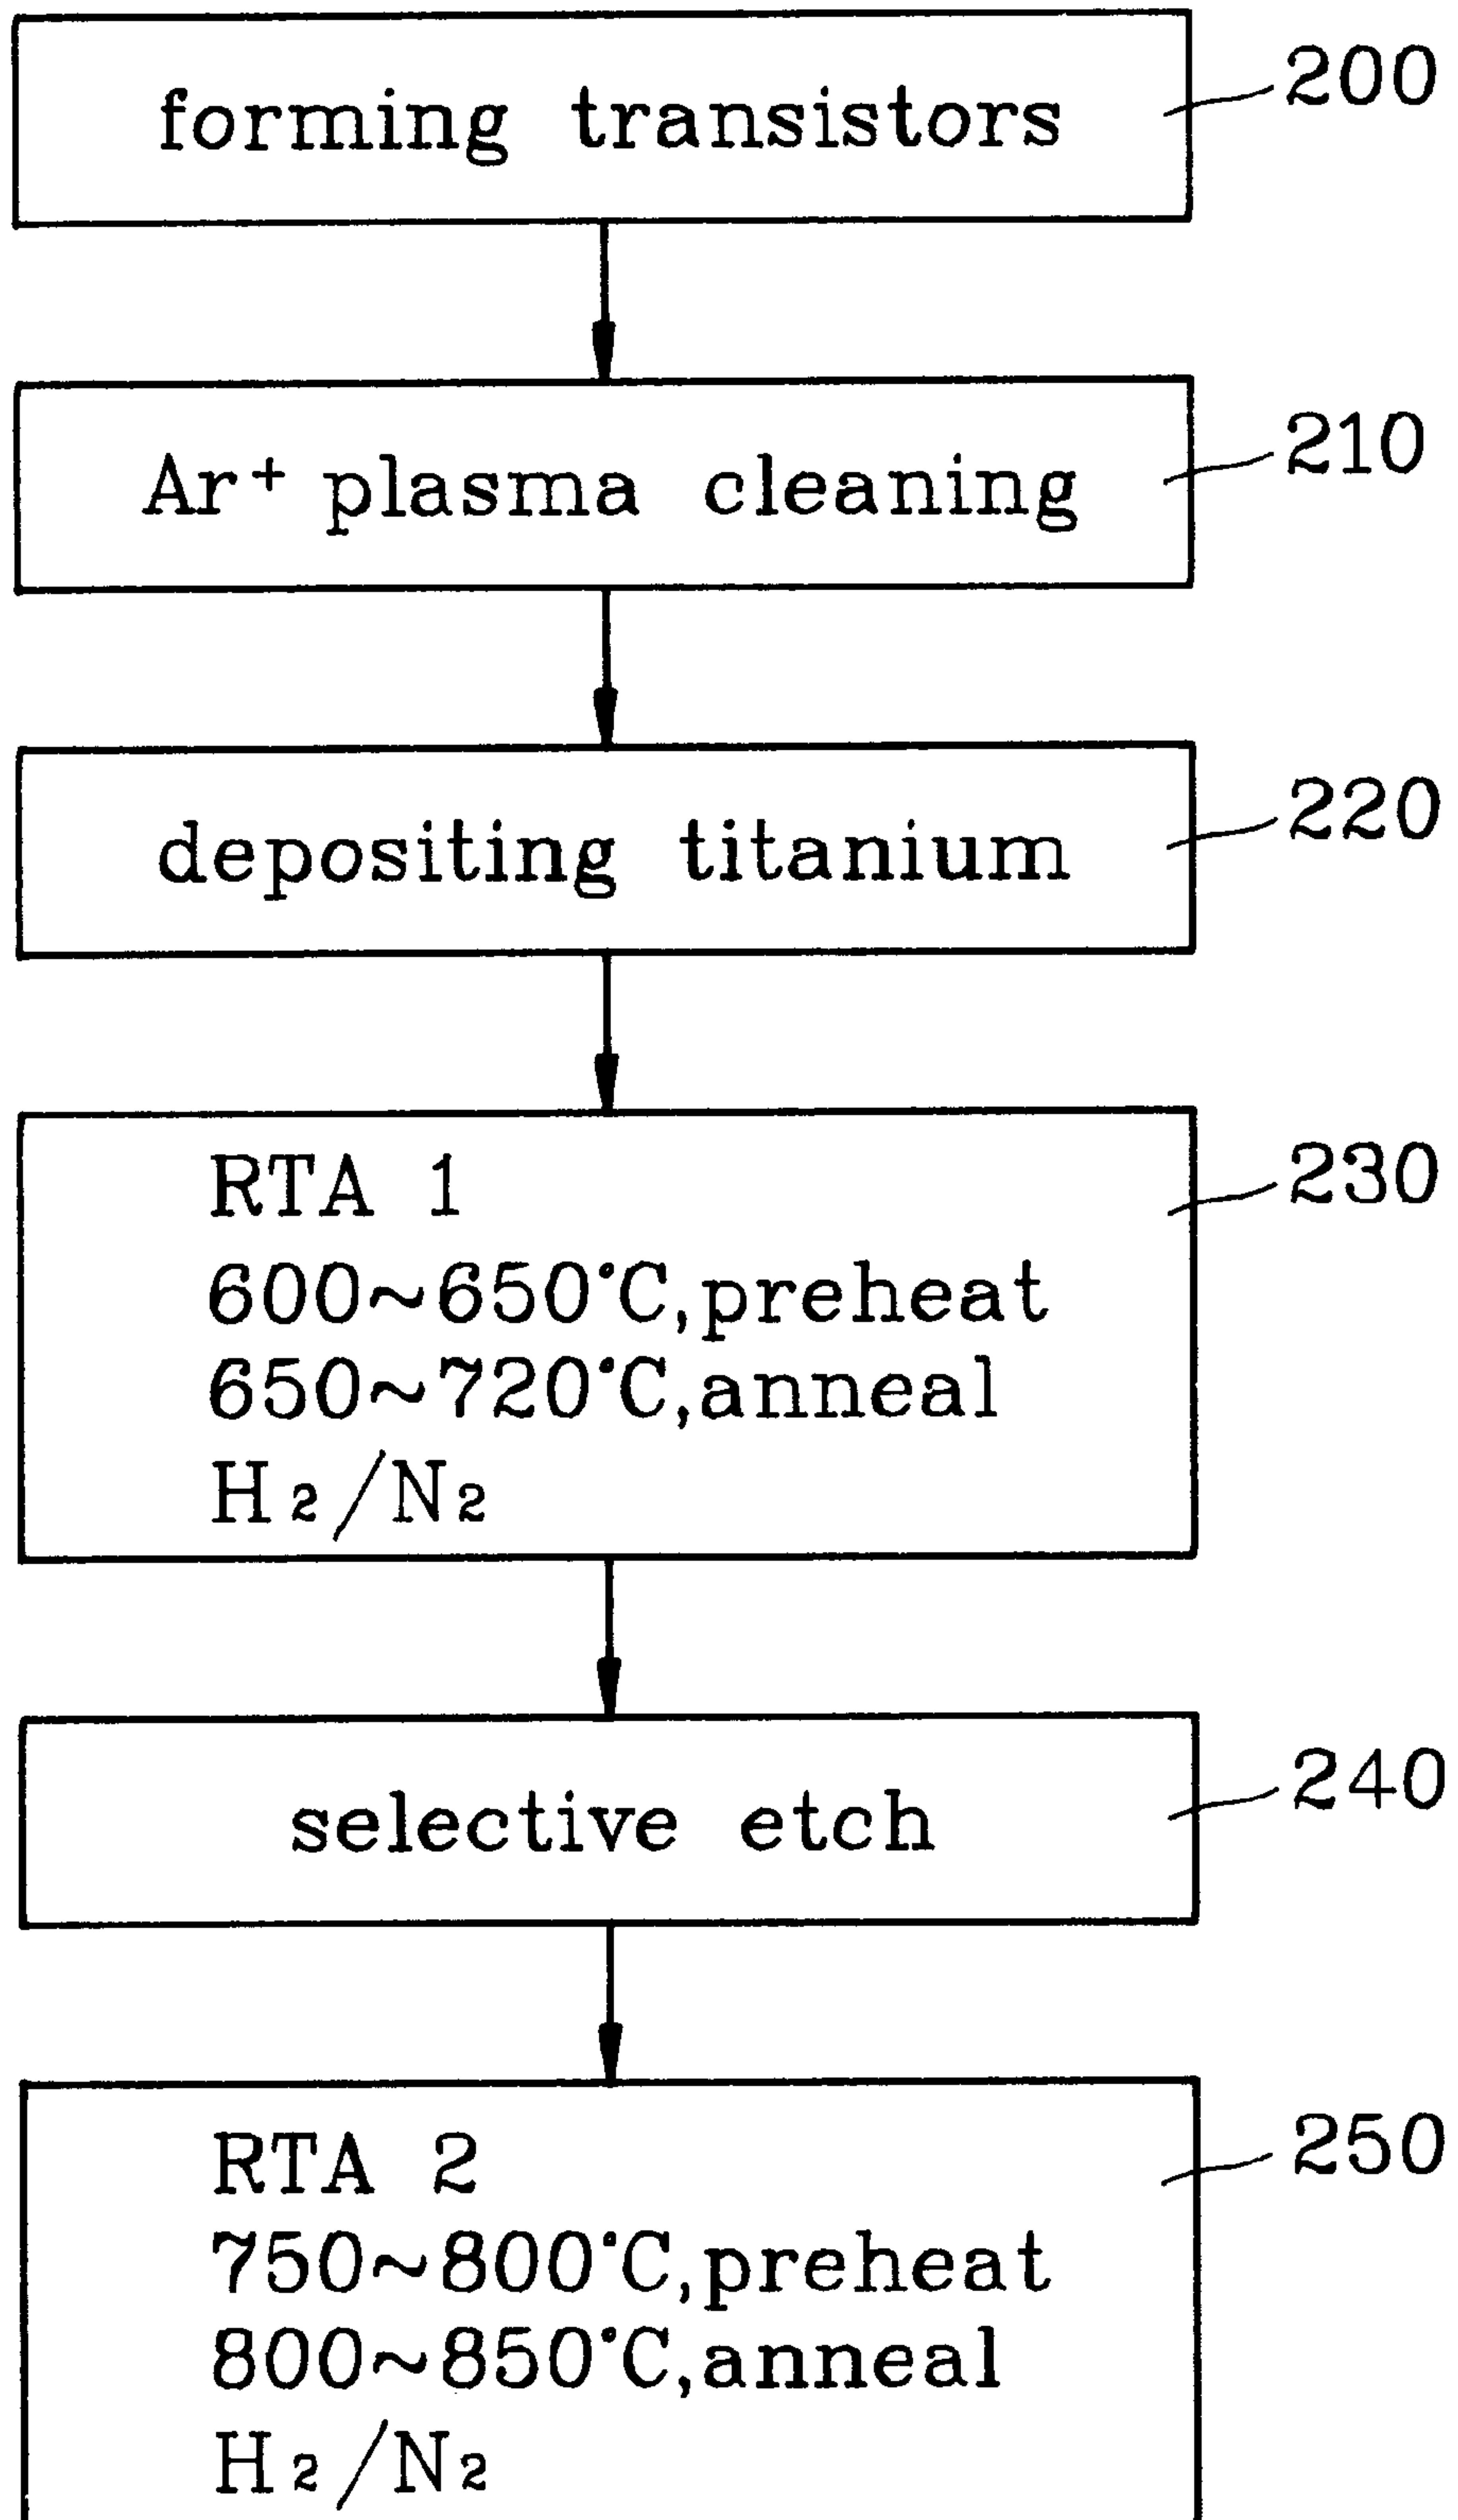 forming transistors
200
Ar⁺ plasma cleaning
210
depositing titanium
220
RTA 1
230
600~650℃,preheat
650~720℃,anneal
H₂/N₂
selective etch
240
RTA 2
250
750~800℃,preheat
800~850℃,anneal
H₂/N₂